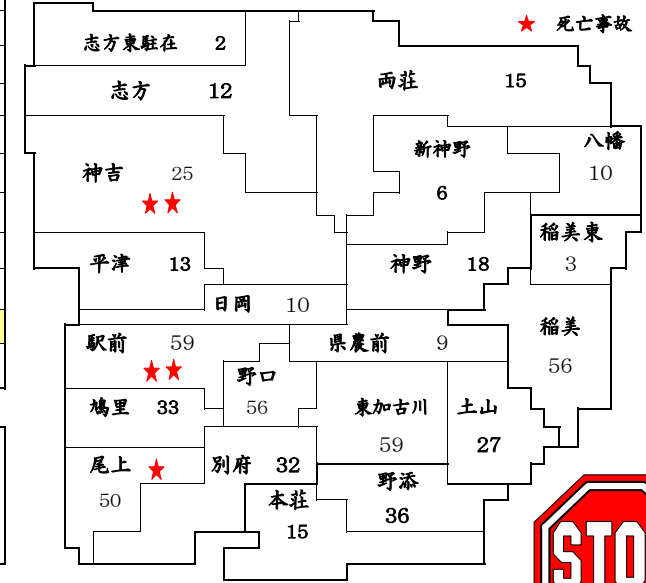 ★ 死亡事故
志方東駐在 2
志方 12
両荘 15
新神野
6
八幡
10
神吉 25
★★
稲美東
3
平津 13
神野 18
日岡 10
稲美
56
駅前 59
★★
県農前 9
野口
56
鳩里 33
東加古川
59
土山
27
尾上 ★
50
別府 32
野添
36
本荘
15
STO